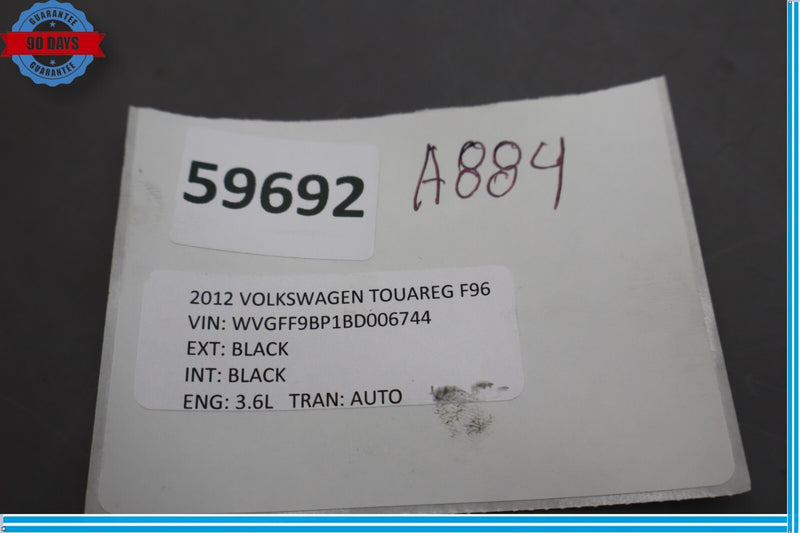 GUARANTEE
90 DAYS
GUARANTEE
59692
A884
2012 VOLKSWAGEN TOUAREG F96
VIN: WVGFF9BP1BD006744
EXT: BLACK
INT: BLACK
ENG: 3.6L TRAN: AUTO